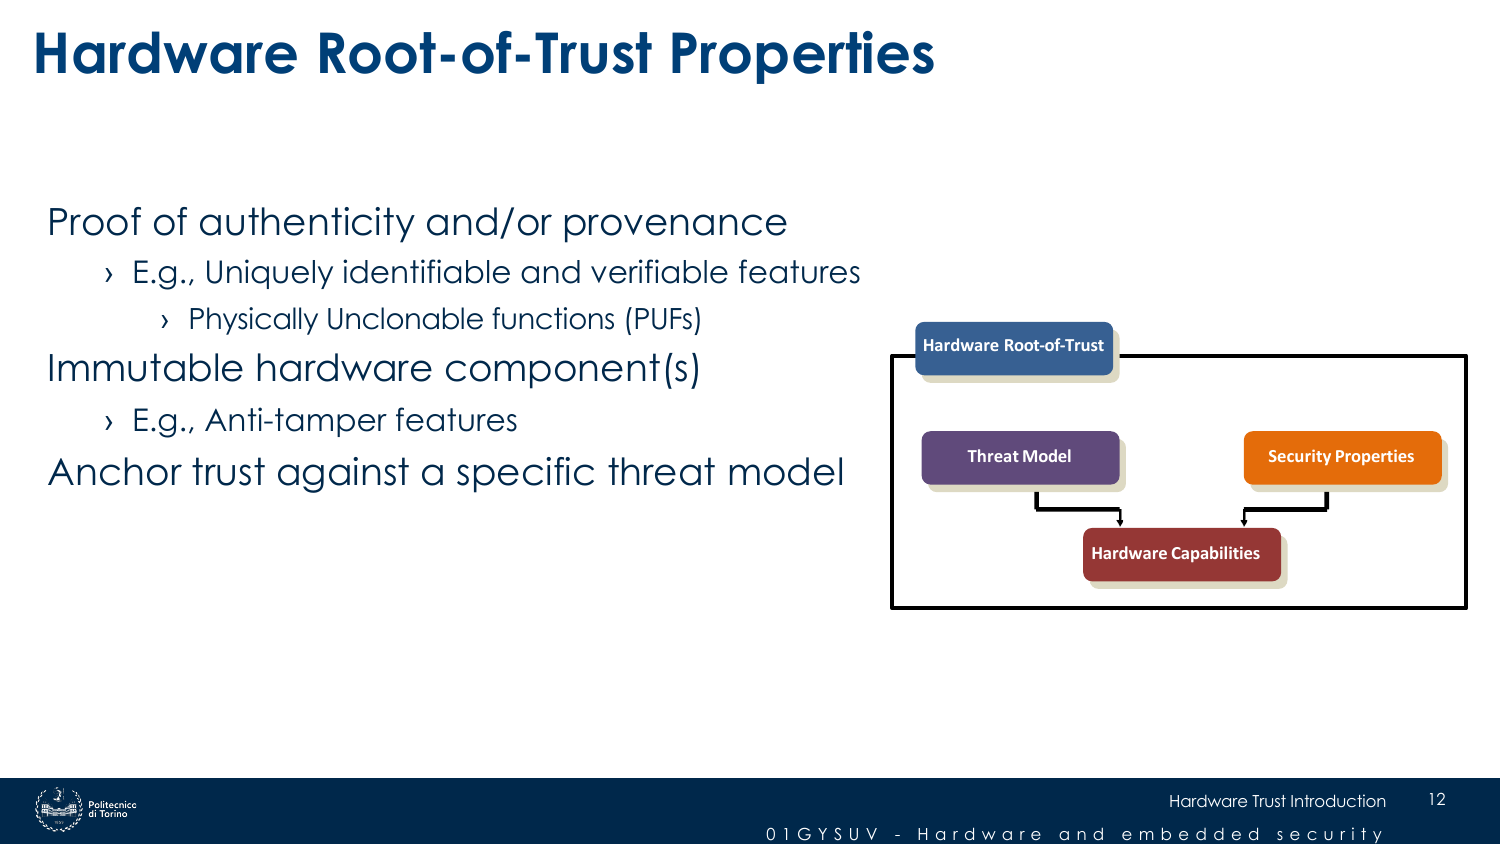 Hardware Root-of-Trust Properties
Proof of authenticity and/or provenance
› E.g., Uniquely identifiable and verifiable features
› Physically Unclonable functions (PUFs)
Immutable hardware component(s)
› E.g., Anti-tamper features
Anchor trust against a specific threat model
Hardware Root-of-Trust
Threat Model
Security Properties
Hardware Capabilities
Politecnico
di Torino
Hardware Trust Introduction
12
01GYSUV - Hardware and embedded security